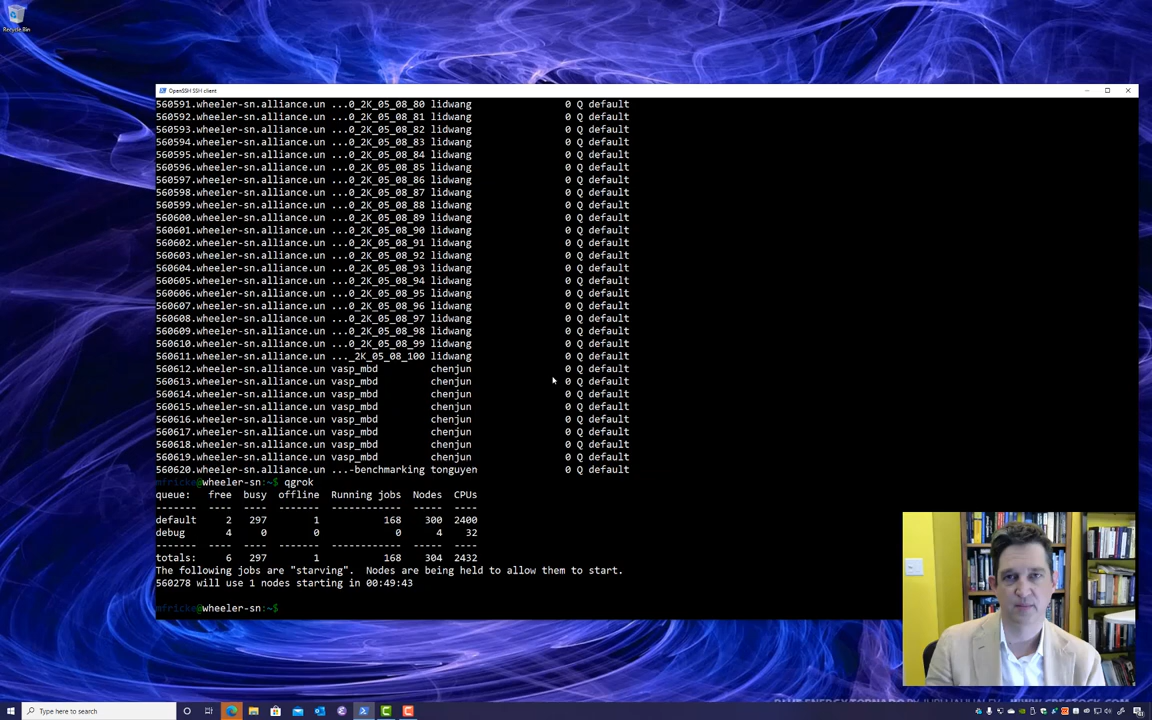 Recycle Bin
OpenSSH SSH client
560591.wheeler-sn.alliance.un ...0_2K_05_08_80 lidwang 0 Q default
560592.wheeler-sn.alliance.un ...0_2K_05_08_81 lidwang 0 Q default
560593.wheeler-sn.alliance.un ...0_2K_05_08_82 lidwang 0 Q default
560594.wheeler-sn.alliance.un ...0_2K_05_08_83 lidwang 0 Q default
560595.wheeler-sn.alliance.un ...0_2K_05_08_84 lidwang 0 Q default
560596.wheeler-sn.alliance.un ...0_2K_05_08_85 lidwang 0 Q default
560597.wheeler-sn.alliance.un ...0_2K_05_08_86 lidwang 0 Q default
560598.wheeler-sn.alliance.un ...0_2K_05_08_87 lidwang 0 Q default
560599.wheeler-sn.alliance.un ...0_2K_05_08_88 lidwang 0 Q default
560600.wheeler-sn.alliance.un ...0_2K_05_08_89 lidwang 0 Q default
560601.wheeler-sn.alliance.un ...0_2K_05_08_90 lidwang 0 Q default
560602.wheeler-sn.alliance.un ...0_2K_05_08_91 lidwang 0 Q default
560603.wheeler-sn.alliance.un ...0_2K_05_08_92 lidwang 0 Q default
560604.wheeler-sn.alliance.un ...0_2K_05_08_93 lidwang 0 Q default
560605.wheeler-sn.alliance.un ...0_2K_05_08_94 lidwang 0 Q default
560606.wheeler-sn.alliance.un ...0_2K_05_08_95 lidwang 0 Q default
560607.wheeler-sn.alliance.un ...0_2K_05_08_96 lidwang 0 Q default
560608.wheeler-sn.alliance.un ...0_2K_05_08_97 lidwang 0 Q default
560609.wheeler-sn.alliance.un ...0_2K_05_08_98 lidwang 0 Q default
560610.wheeler-sn.alliance.un ...0_2K_05_08_99 lidwang 0 Q default
560611.wheeler-sn.alliance.un ..._2K_05_08_100 lidwang 0 Q default
560612.wheeler-sn.alliance.un vasp_mbd chenjun 0 Q default
560613.wheeler-sn.alliance.un vasp_mbd chenjun 0 Q default
560614.wheeler-sn.alliance.un vasp_mbd chenjun 0 Q default
560615.wheeler-sn.alliance.un vasp_mbd chenjun 0 Q default
560616.wheeler-sn.alliance.un vasp_mbd chenjun 0 Q default
560617.wheeler-sn.alliance.un vasp_mbd chenjun 0 Q default
560618.wheeler-sn.alliance.un vasp_mbd chenjun 0 Q default
560619.wheeler-sn.alliance.un vasp_mbd chenjun 0 Q default
560620.wheeler-sn.alliance.un ...-benchmarking tonguyen 0 Q default
mfricke@wheeler-sn:~$ qgrok
queue: free busy offline Running jobs Nodes CPUs
------- ---- ---- ------- ------------ ----- ----
default 2 297 1 168 300 2400
debug 4 0 0 0 4 32
------- ---- ---- ------- ------------ ----- ----
totals: 6 297 1 168 304 2432
The following jobs are "starving". Nodes are being held to allow them to start.
560278 will use 1 nodes starting in 00:49:43
mfricke@wheeler-sn:~$
Type here to search